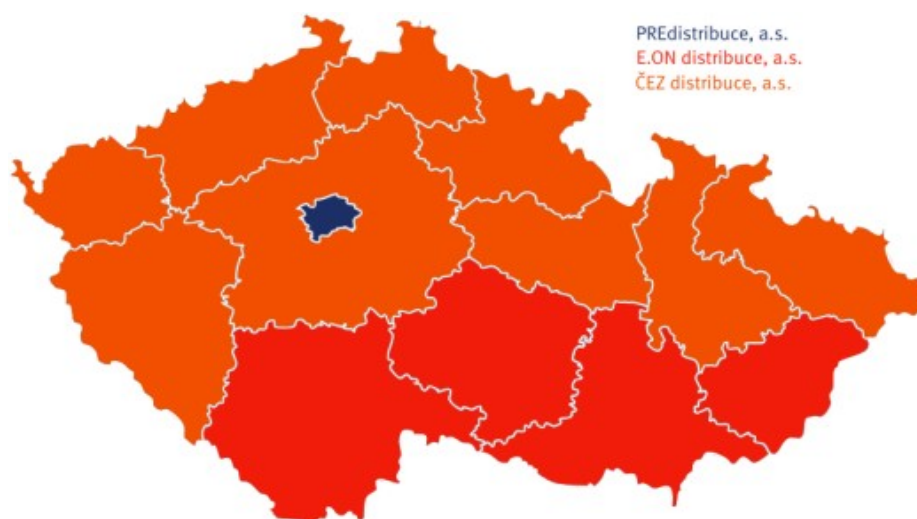 PREdistribuce, a.s.
E.ON distribuce, a.s.
ČEZ distribuce, a.s.